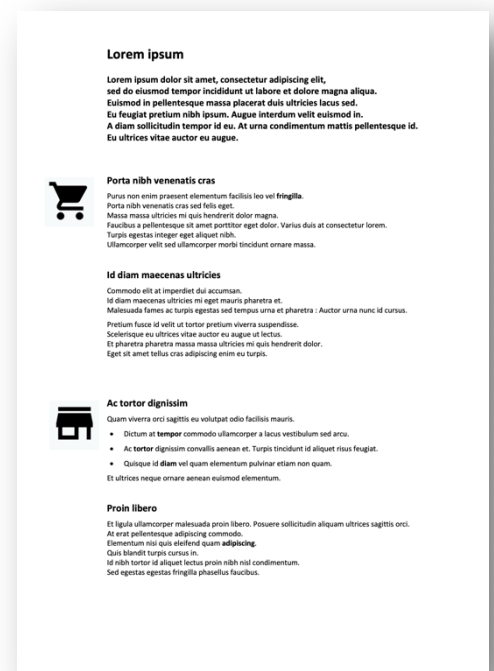 Lorem ipsum
Lorem ipsum dolor sit amet, consectetur adipiscing elit,
sed do eiusmod tempor incididunt ut labore et dolore magna aliqua.
Euismod in pellentesque massa placerat duis ultricies lacus sed.
Eu feugiat pretium nibh ipsum. Augue interdum velit euismod in.
A diam sollicitudin tempor id eu. At urna condimentum mattis pellentesque id.
Eu ultrices vitae auctor eu augue.
Porta nibh venenatis cras
Purus non enim praesent elementum facilisis leo vel fringilla.
Porta nibh venenatis cras sed felis eget.
Massa massa ultricies mi quis hendrerit dolor magna.
Faucibus a pellentesque sit amet porttitor eget dolor. Varius duis at consectetur lorem.
Turpis egestas integer eget aliquet nibh.
Ullamcorper velit sed ullamcorper morbi tincidunt ornare massa.
Id diam maecenas ultricies
Commodo elit at imperdiet dui accumsan.
Id diam maecenas ultricies mi eget mauris pharetra et.
Malesuada fames ac turpis egestas sed tempus urna et pharetra : Auctor urna nunc id cursus.
Pretium fusce id velit ut tortor pretium viverra suspendisse.
Scelerisque eu ultrices vitae auctor eu augue ut lectus.
Et pharetra pharetra massa massa ultricies mi quis hendrerit dolor.
Eget sit amet tellus cras adipiscing enim eu turpis.
Ac tortor dignissim
Quam viverra orci sagittis eu volutpat odio facilisis mauris.
• Dictum at tempor commodo ullamcorper a lacus vestibulum sed arcu.
• Ac tortor dignissim convallis aenean et. Turpis tincidunt id aliquet risus feugiat.
• Quisque id diam vel quam elementum pulvinar etiam non quam.
Et ultrices neque ornare aenean euismod elementum.
Proin libero
Et ligula ullamcorper malesuada proin libero. Posuere sollicitudin aliquam ultrices sagittis orci.
At erat pellentesque adipiscing commodo.
Elementum nisi quis eleifend quam adipiscing.
Quis blandit turpis cursus in.
Id nibh tortor id aliquet lectus proin nibh nisl condimentum.
Sed egestas egestas fringilla phasellus faucibus.